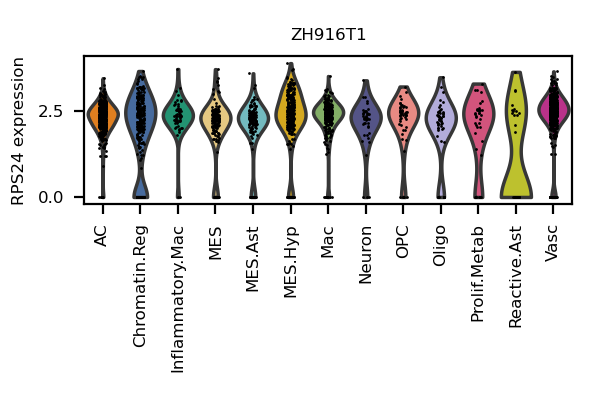 ZH916T1
RPS24 expression
2.5
0.0
AC
Chromatin.Reg
Inflammatory.Mac
MES
MES.Ast
MES.Hyp
Mac
Neuron
OPC
Oligo
Prolif.Metab
Reactive.Ast
Vasc